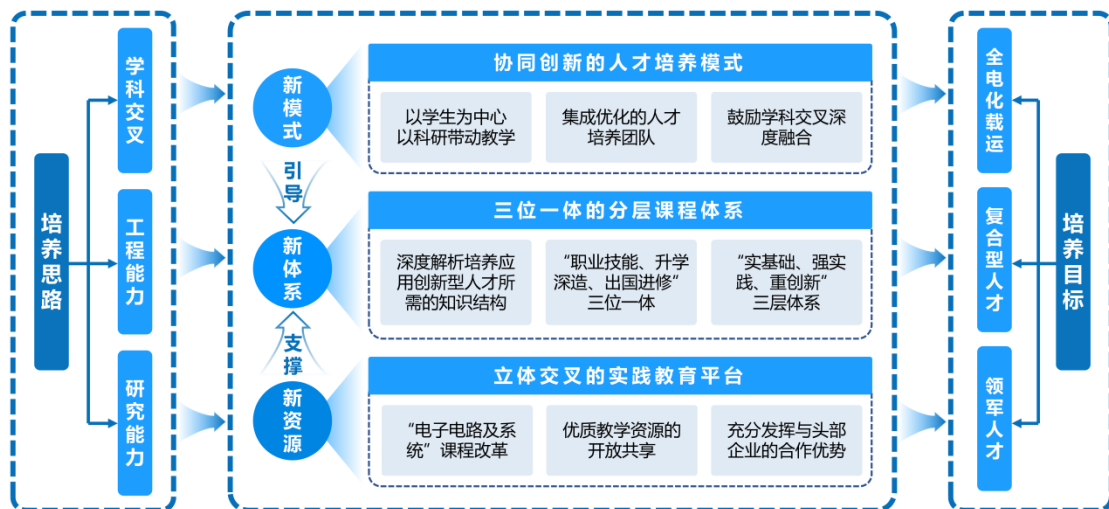 培养思路
学科交叉
工程能力
研究能力
新模式
引导
新体系
支撑
新资源
协同创新的人才培养模式
以学生为中心
以科研带动教学
集成优化的人才
培养团队
鼓励学科交叉深
度融合
三位一体的分层课程体系
深度解析培养应
用创新型人才所
需的知识结构
“职业技能、升学
深造、出国进修”
三位一体
“实基础、强实
践、重创新”
三层体系
立体交叉的实践教育平台
“电子电路及系
统”课程改革
优质教学资源的
开放共享
充分发挥与头部
企业的合作优势
全电化载运
复合型人才
领军人才
培养目标